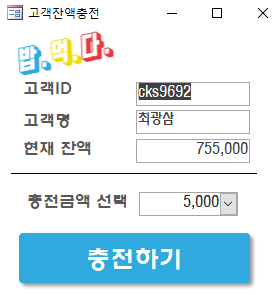 고객잔액충전
밥.먹.다.
고객ID cks9692
고객명 최광삼
현재 잔액 755,000
충전금액 선택 5,000
충전하기